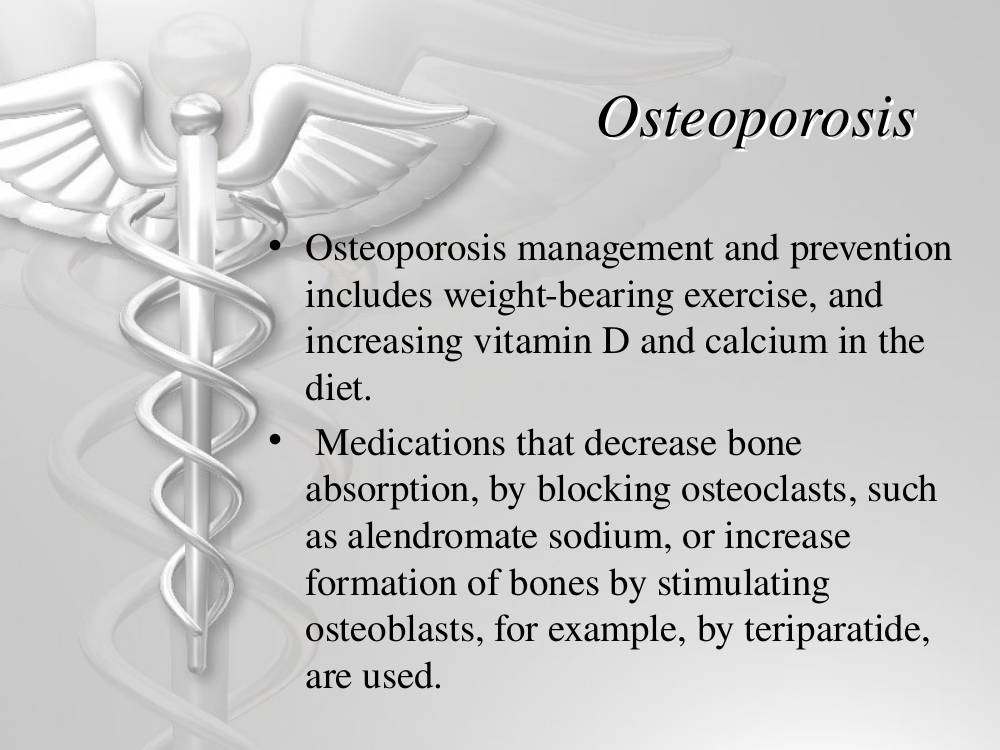 Osteoporosis
• Osteoporosis management and prevention
includes weight-bearing exercise, and
increasing vitamin D and calcium in the
diet.
• Medications that decrease bone
absorption, by blocking osteoclasts, such
as alendromate sodium, or increase
formation of bones by stimulating
osteoblasts, for example, by teriparatide,
are used.